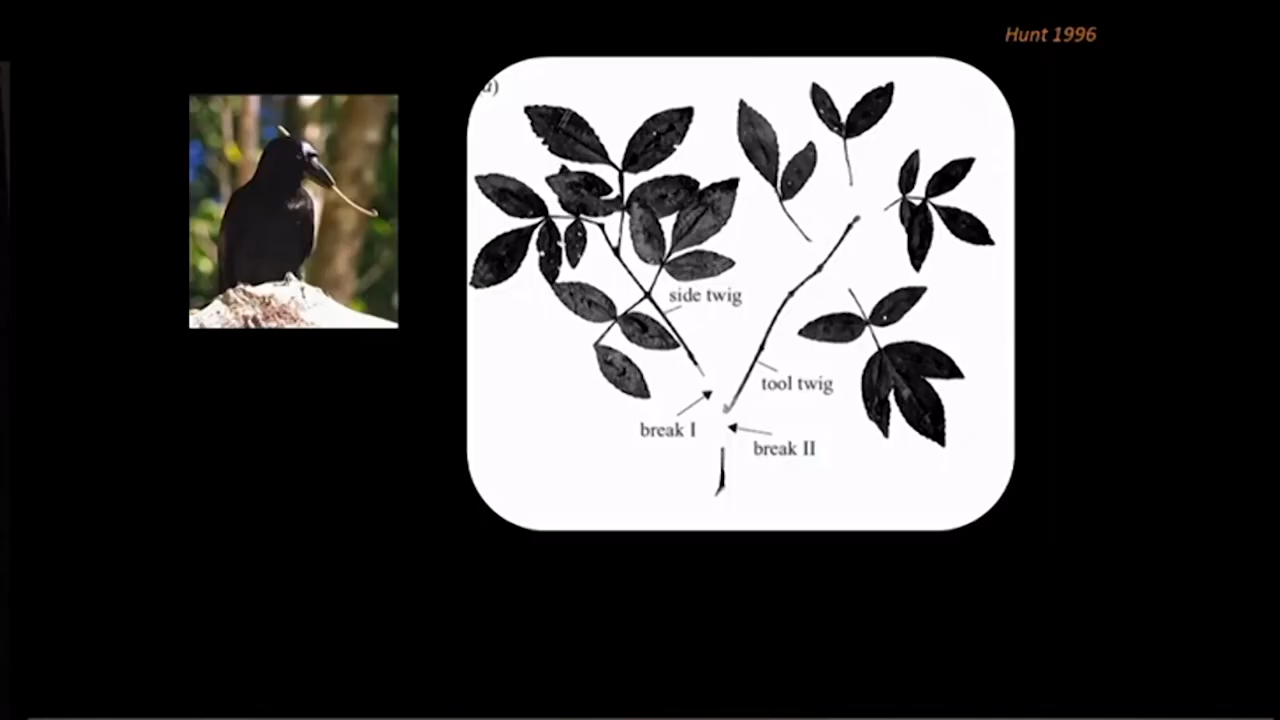 Hunt 1996
a)
side twig
tool twig
break I
break II